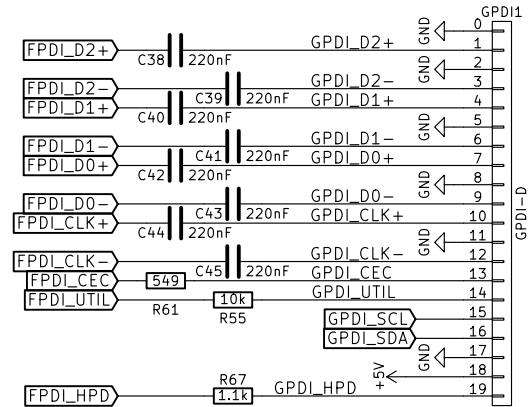 GPDI1
GND 0
FPDI_D2+ C38 220nF GPDI_D2+ 1
GND 2
FPDI_D2- C39 220nF GPDI_D2- 3
FPDI_D1+ C40 220nF GPDI_D1+ 4
GND 5
FPDI_D1- C41 220nF GPDI_D1- 6
FPDI_D0+ C42 220nF GPDI_D0+ 7
GND 8
FPDI_D0- C43 220nF GPDI_D0- 9
FPDI_CLK+ C44 220nF GPDI_CLK+ 10
GND 11
FPDI_CLK- C45 220nF GPDI_CLK- 12
FPDI_CEC 549 R61 GPDI_CEC 13
FPDI_UTIL 10k R55 GPDI_UTIL 14
GPDI_SCL 15
GPDI_SDA 16
GND 17
+5V 18
FPDI_HPD R67 1.1k GPDI_HPD 19
GPDI-D